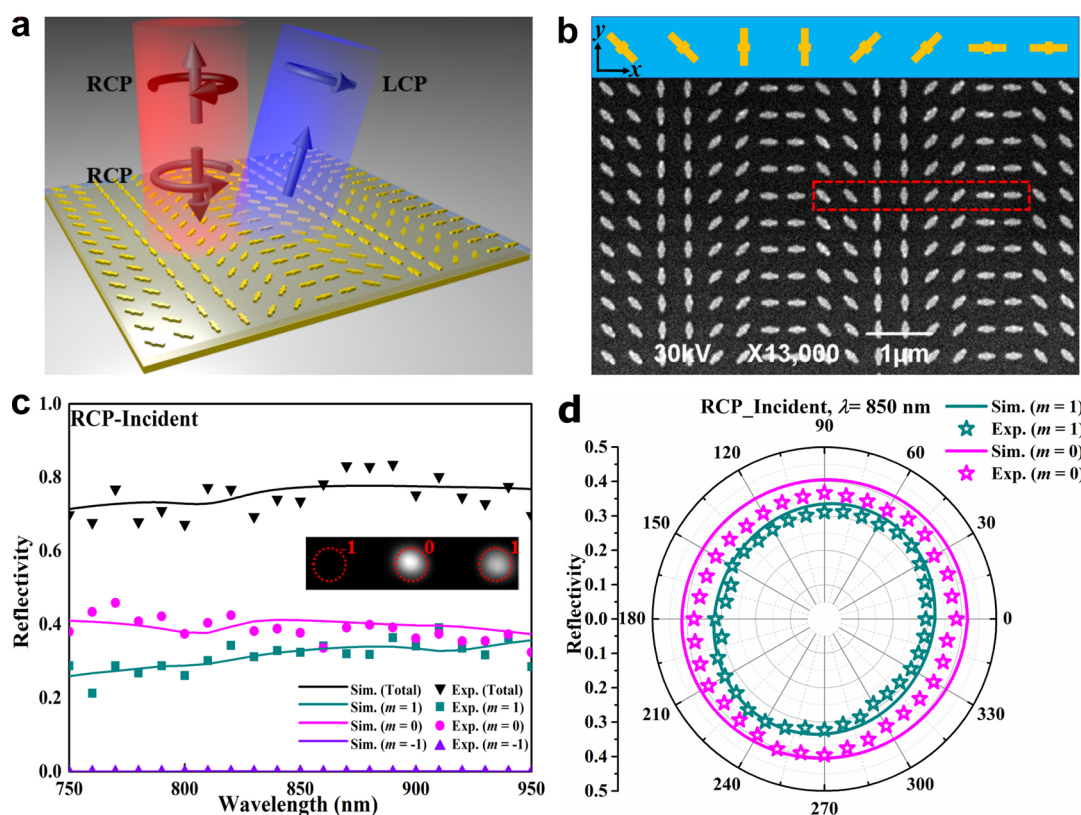 a
RCP
LCP
RCP
b
y
x
30kV X13,000 1μm
c
RCP-Incident
1.0
0.8
0.6
0.4
0.2
0.0
Reflectivity
-1 0 1
Sim. (Total) Exp. (Total)
Sim. (m = 1) Exp. (m = 1)
Sim. (m = 0) Exp. (m = 0)
Sim. (m = -1) Exp. (m = -1)
750 800 850 900 950
Wavelength (nm)
d
RCP_Incident, λ= 850 nm
Sim. (m = 1)
Exp. (m = 1)
Sim. (m = 0)
Exp. (m = 0)
0.5
0.4
0.3
0.2
0.1
0.0
0.1
0.2
0.3
0.4
0.5
Reflectivity
90
120 60
150 30
180 0
210 330
240 300
270